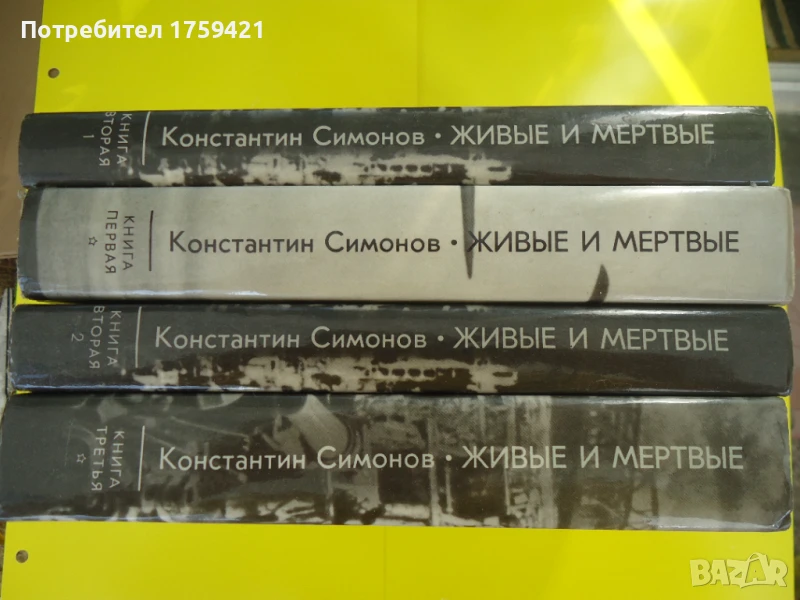 Потребител 1759421
КНИГА
ВТОРАЯ
1
Константин Симонов · ЖИВЫЕ И МЕРТВЫЕ
КНИГА
ПЕРВАЯ
Константин Симонов · ЖИВЫЕ И МЕРТВЫЕ
КНИГА
ВТОРАЯ
2
Константин Симонов · ЖИВЫЕ И МЕРТВЫЕ
КНИГА
ТРЕТЬЯ
Константин Симонов · ЖИВЫЕ И МЕРТВЫЕ
BAZAR